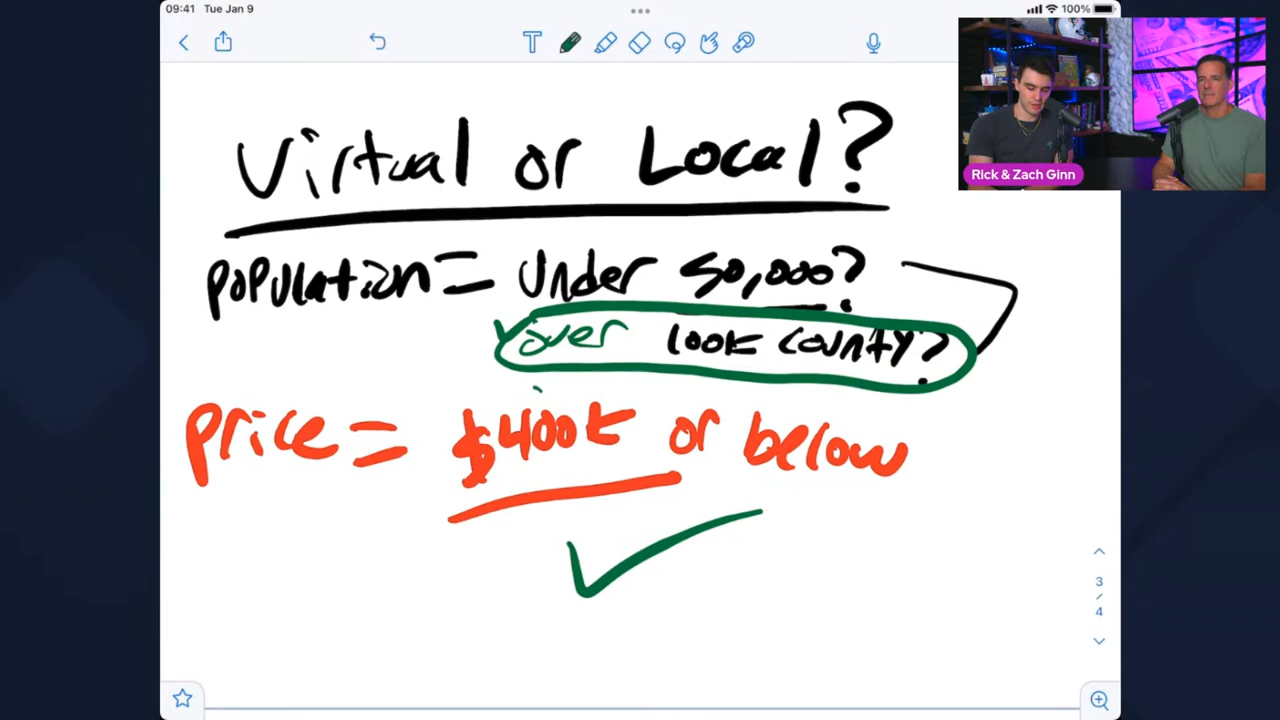 09:41 Tue Jan 9
100%
Rick & Zach Ginn
Virtual or Local?
population = under 50,000?
over 100k county?
price = $400k or below
3
/
4